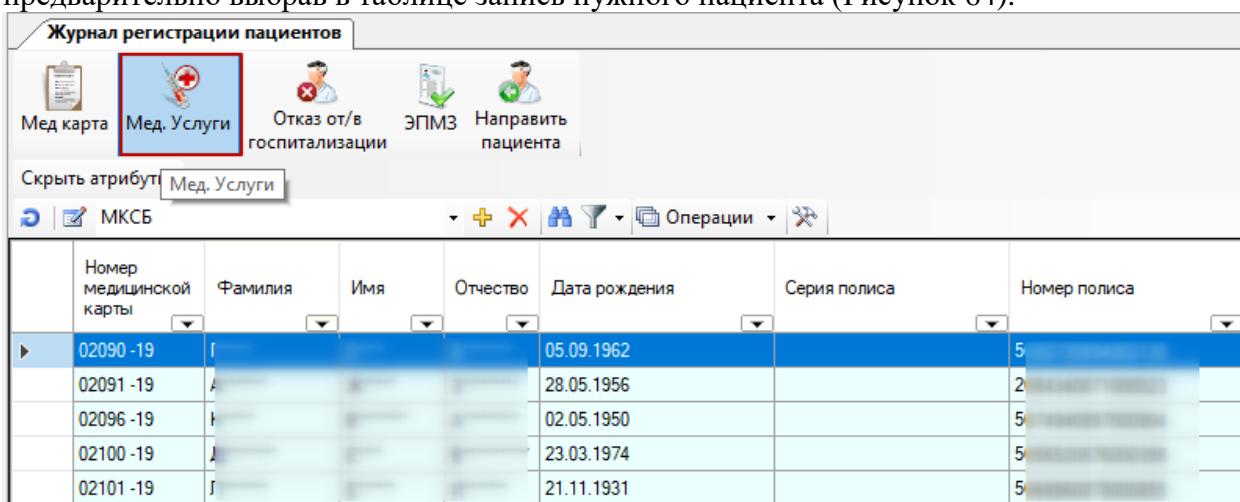 предварительно выбрав в таблице запись нужного пациента (Рисунок 64).
Журнал регистрации пациентов
Мед карта
Мед. Услуги
Отказ от/в
госпитализации
ЭПМЗ
Направить
пациента
Скрыть атрибут
Мед. Услуги
МКСБ
Операции
Номер
медицинской
карты
Фамилия
Имя
Отчество
Дата рождения
Серия полиса
Номер полиса
02090 -19 05.09.1962
02091 -19 28.05.1956
02096 -19 02.05.1950
02100 -19 23.03.1974
02101 -19 21.11.1931